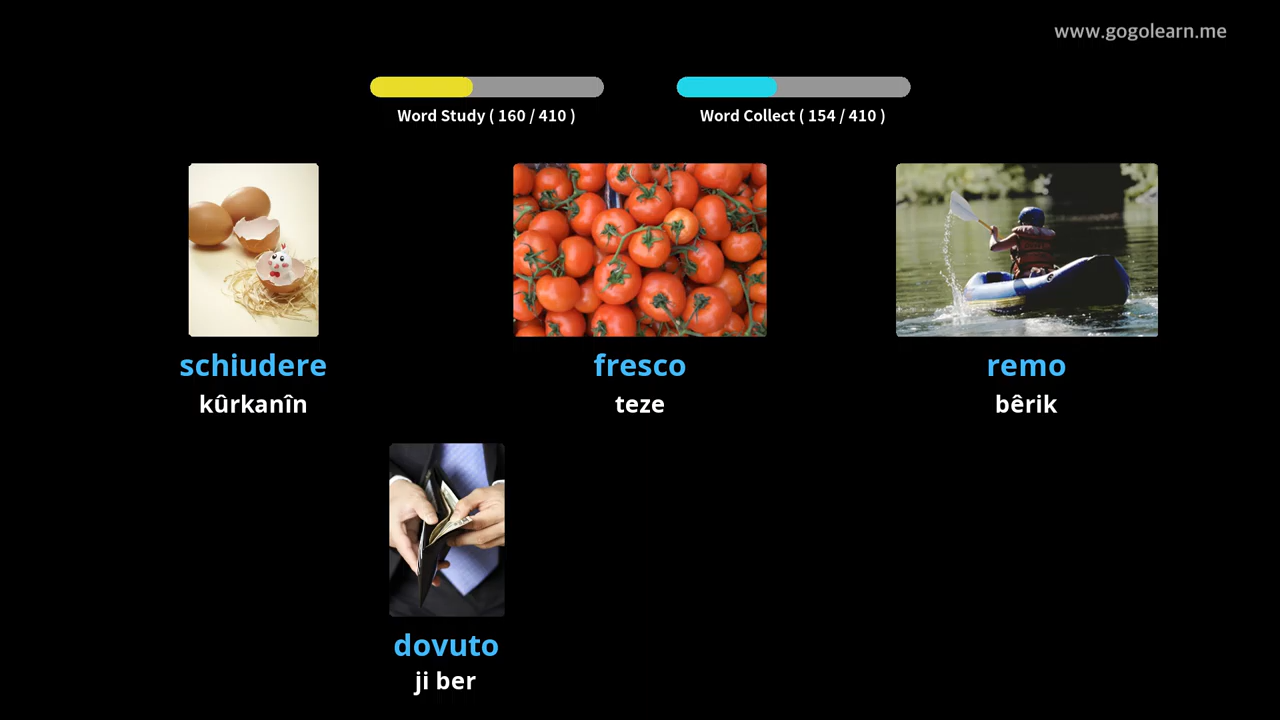 www.gogolearn.me
Word Study ( 160 / 410 )
Word Collect ( 154 / 410 )
schiudere
kûrkanîn
fresco
teze
remo
bêrik
dovuto
ji ber